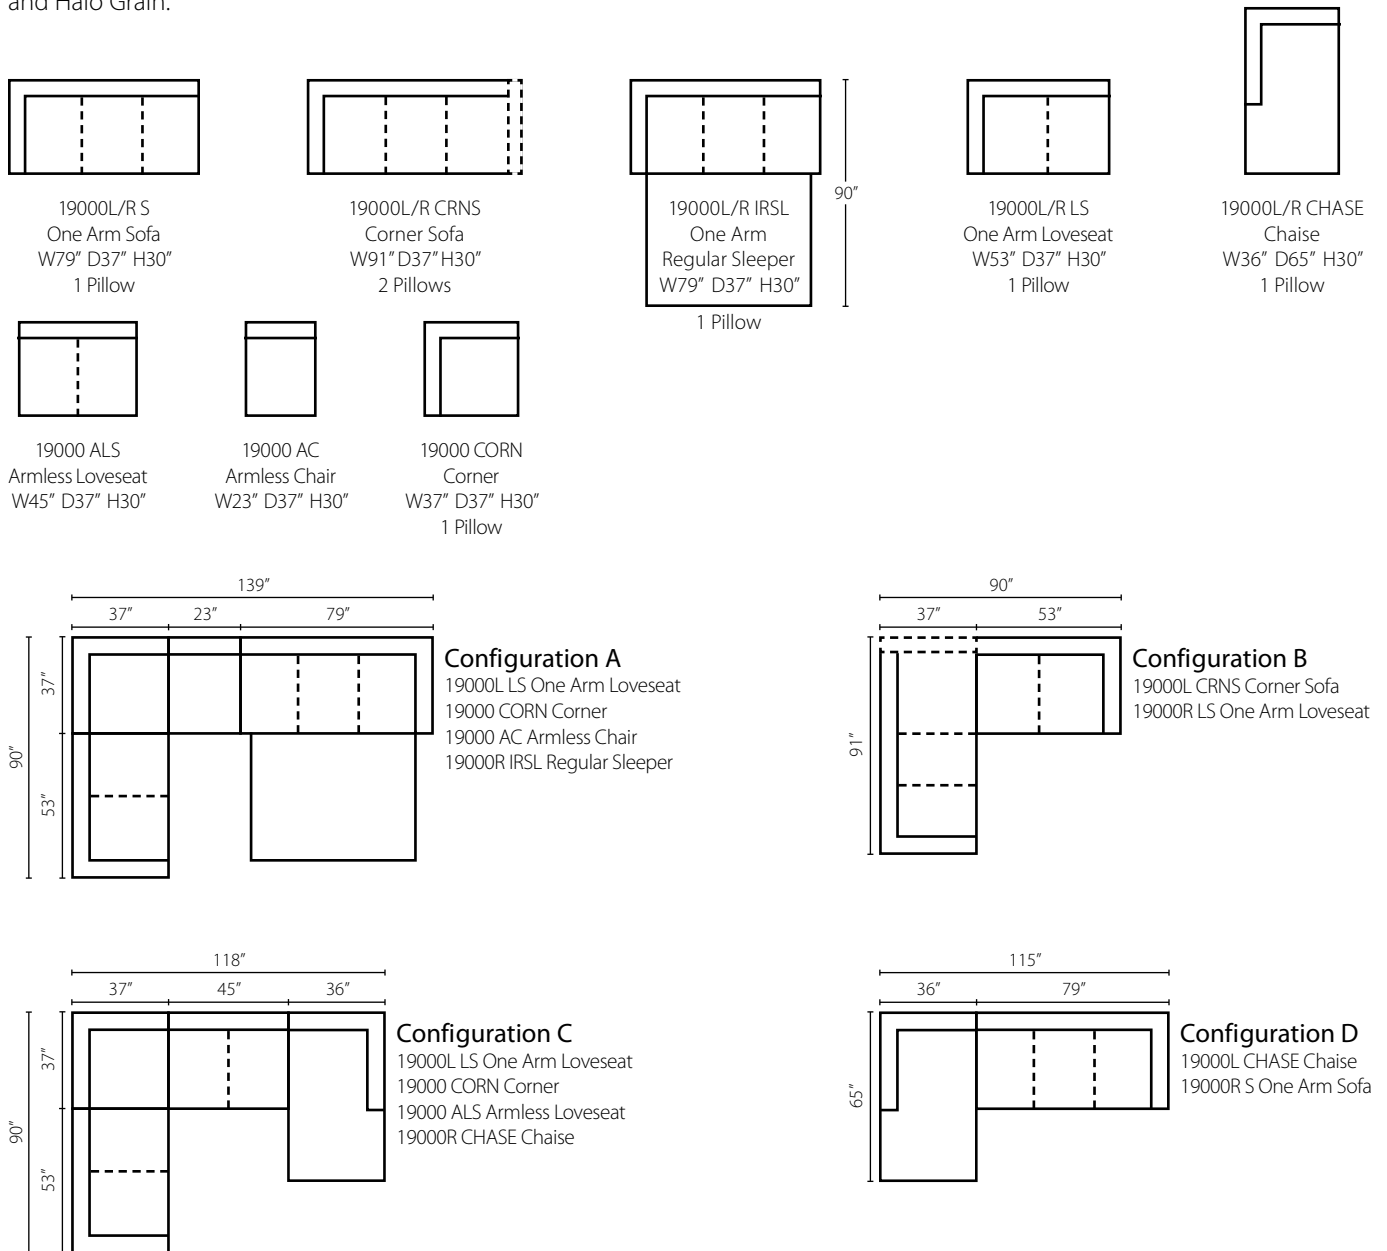 and Halo Grain.
19000L/R S
One Arm Sofa
W79" D37" H30"
1 Pillow
19000L/R CRNS
Corner Sofa
W91" D37" H30"
2 Pillows
19000L/R IRSL
One Arm
Regular Sleeper
W79" D37" H30"
1 Pillow
90"
19000L/R LS
One Arm Loveseat
W53" D37" H30"
1 Pillow
19000L/R CHASE
Chaise
W36" D65" H30"
1 Pillow
19000 ALS
Armless Loveseat
W45" D37" H30"
19000 AC
Armless Chair
W23" D37" H30"
19000 CORN
Corner
W37" D37" H30"
1 Pillow
139"
37" 23" 79"
37"
90"
53"
Configuration A
19000L LS One Arm Loveseat
19000 CORN Corner
19000 AC Armless Chair
19000R IRSL Regular Sleeper
90"
37" 53"
91"
Configuration B
19000L CRNS Corner Sofa
19000R LS One Arm Loveseat
118"
37" 45" 36"
37"
90"
53"
Configuration C
19000L LS One Arm Loveseat
19000 CORN Corner
19000 ALS Armless Loveseat
19000R CHASE Chaise
115"
36" 79"
65"
Configuration D
19000L CHASE Chaise
19000R S One Arm Sofa